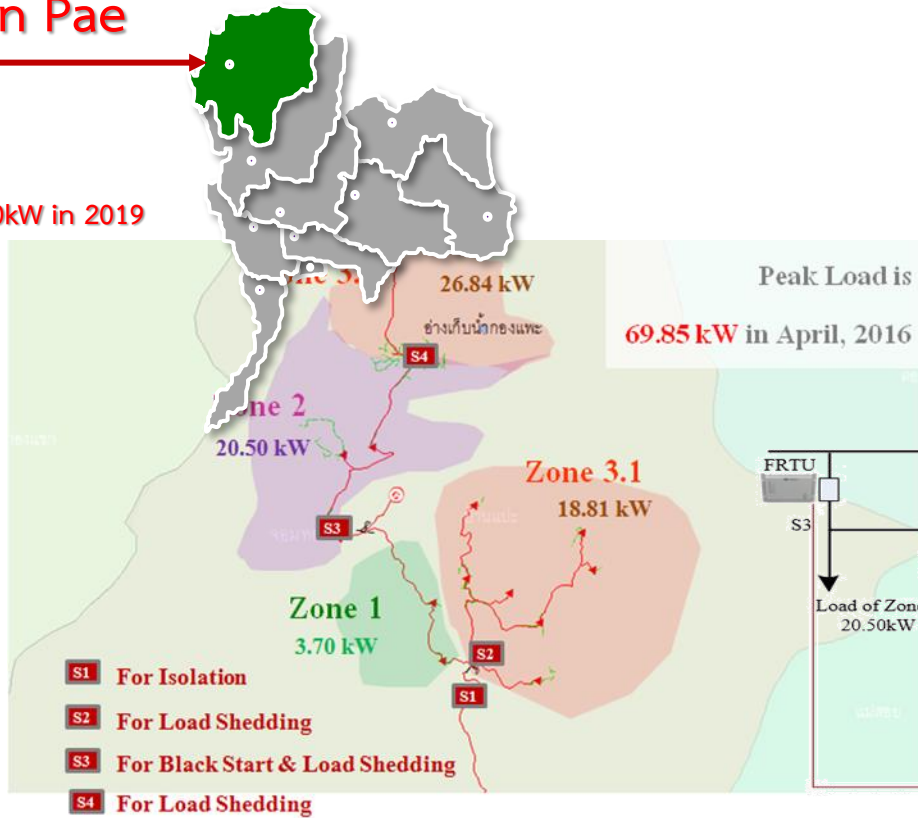 n Pae
0kW in 2019
26.84 kW
Peak Load is
69.85 kW in April, 2016
อ่างเก็บน้ำกองแพะ
S4
ne 2
20.50 kW
Zone 3.1
18.81 kW
FRTU
S3
S3
Zone 1
3.70 kW
Load of Zon
20.50kW
S2
S1
S1 For Isolation
S2 For Load Shedding
S3 For Black Start & Load Shedding
S4 For Load Shedding